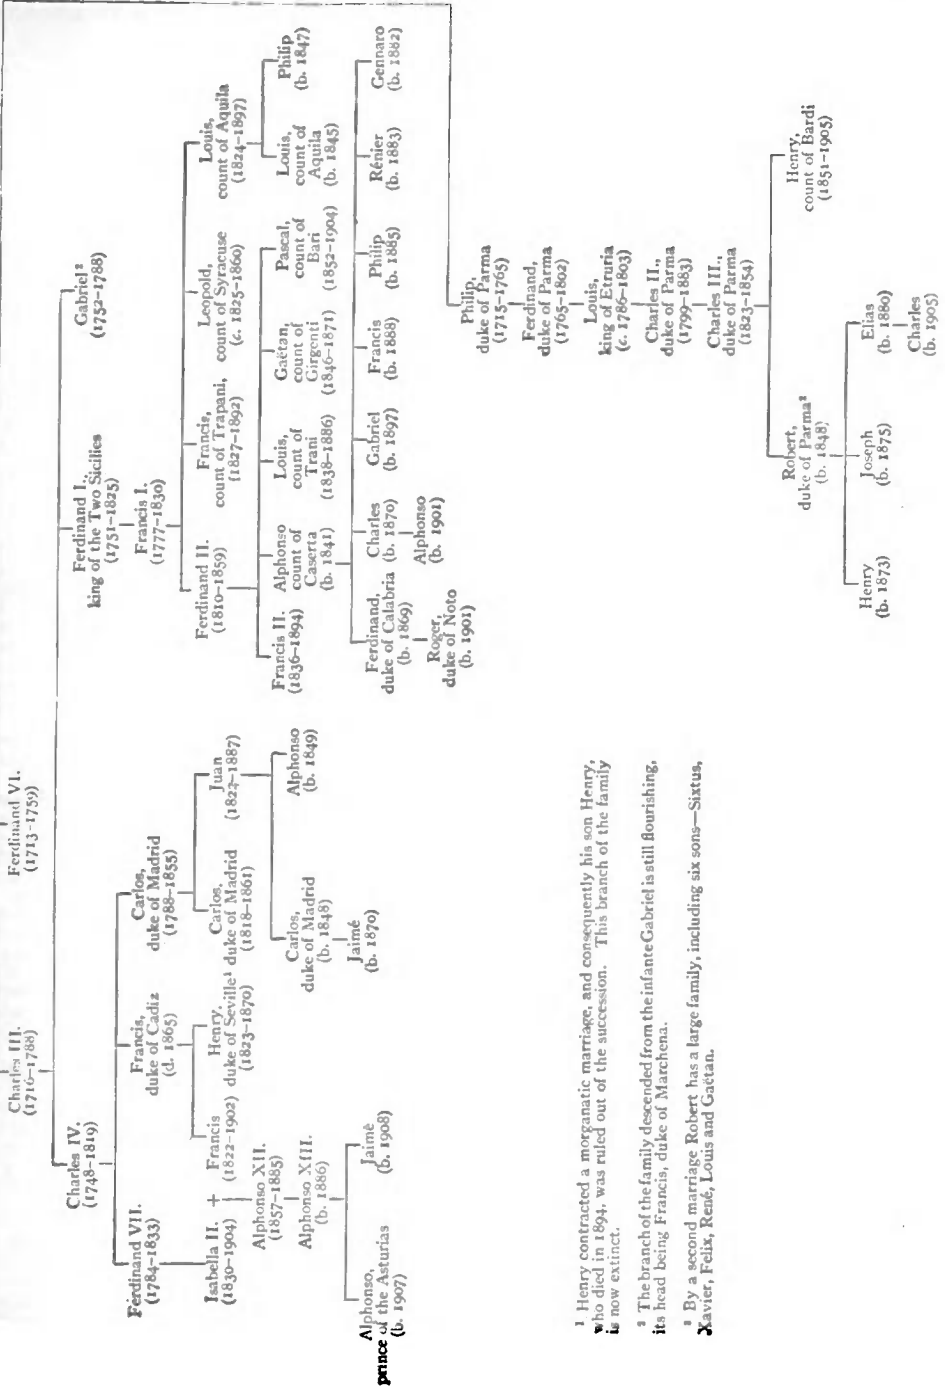 Charles III.
(1716-1788)
Ferdinand VI.
(1713-1759)
Charles IV.
(1748-1819)
Ferdinand I.,
king of the Two Sicilies
(1751-1825)
Gabriel²
(1752-1788)
Francis I.
(1777-1830)
Ferdinand VII.
(1784-1833)
Francis,
duke of Cadiz
(d. 1865)
Carlos,
duke of Madrid
(1788-1855)
Ferdinand II.
(1810-1859)
Francis,
count of Trapani,
(1827-1892)
Leopold,
count of Syracuse
(c. 1825-1860)
Louis,
count of Aquila
(1824-1897)
Isabella II.
(1830-1904)
+
Francis
(1822-1902)
Henry,
duke of Seville¹
(1823-1870)
Carlos,
duke of Madrid
(1818-1861)
Juan
(1822-1887)
Francis II.
(1836-1894)
Alphonso
count of
Caserta
(b. 1841)
Louis,
count of
Trani
(1838-1886)
Gaëtan,
count of
Girgenti
(1846-1871)
Pascal,
count of
Bari
(1852-1904)
Louis,
count of
Aquila
(b. 1845)
Philip
(b. 1847)
Alphonso XII.
(1857-1885)
Alphonso XIII.
(b. 1886)
Carlos,
duke of Madrid
(b. 1848)
Alphonso
(b. 1849)
Jaimé
(b. 1870)
Ferdinand,
duke of Calabria
(b. 1869)
Charles
(b. 1870)
Gabriel
(b. 1897)
Francis
(b. 1888)
Philip
(b. 1885)
Rénier
(b. 1883)
Gennaro
(b. 1882)
Alphonso,
prince of the Asturias
(b. 1907)
Jaimé
(b. 1908)
Roger,
duke of Noto
(b. 1901)
Alphonso
(b. 1901)
Philip,
duke of Parma
(1715-1765)
Ferdinand,
duke of Parma
(1765-1802)
Louis,
king of Etruria
(c. 1786-1803)
Charles II.,
duke of Parma
(1799-1883)
Charles III.,
duke of Parma
(1823-1854)
Robert,
duke of Parma³
(b. 1848)
Henry,
count of Bardi
(1851-1905)
Henry
(b. 1873)
Joseph
(b. 1875)
Elias
(b. 1880)
Charles
(b. 1905)
¹ Henry contracted a morganatic marriage, and consequently his son Henry,
who died in 1894, was ruled out of the succession. This branch of the family
is now extinct.
² The branch of the family descended from the infante Gabriel is still flourishing,
its head being Francis, duke of Marchena.
³ By a second marriage Robert has a large family, including six sons—Sixtus,
Xavier, Felix, René, Louis and Gaëtan.